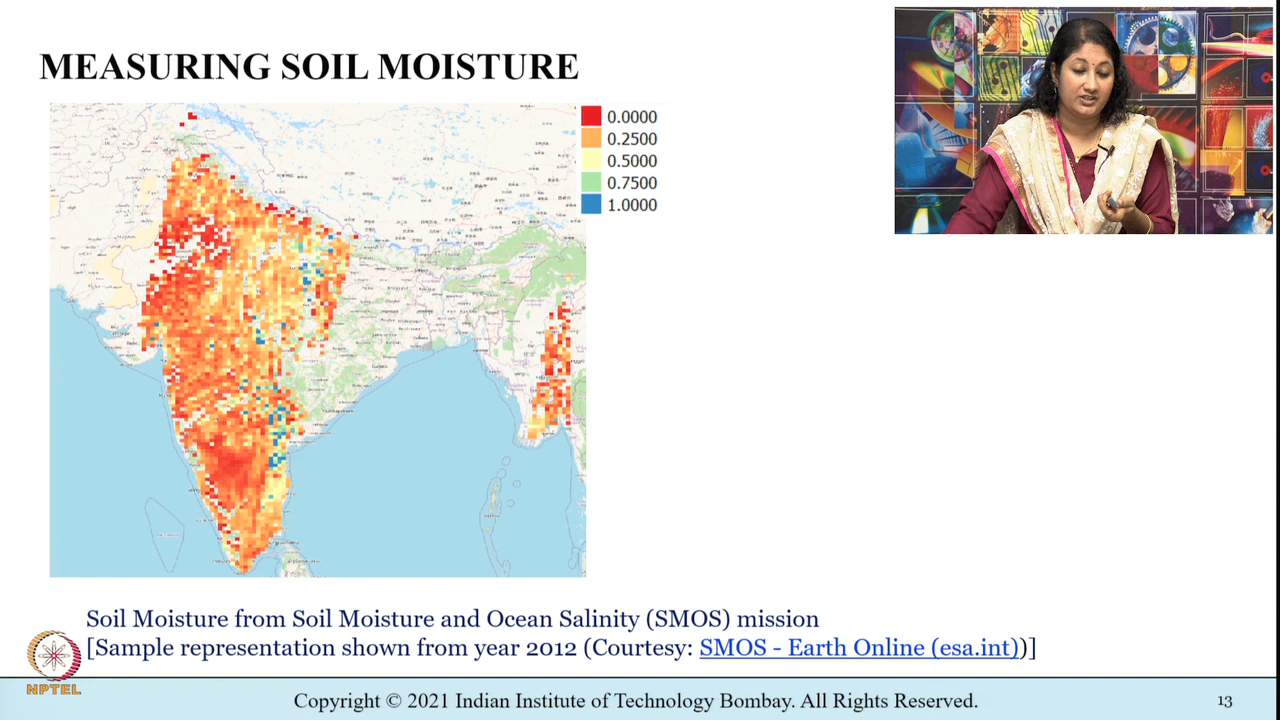 MEASURING SOIL MOISTURE
0.0000
0.2500
0.5000
0.7500
1.0000
Soil Moisture from Soil Moisture and Ocean Salinity (SMOS) mission
[Sample representation shown from year 2012 (Courtesy: SMOS - Earth Online (esa.int))]
NPTEL
Copyright © 2021 Indian Institute of Technology Bombay. All Rights Reserved.
13